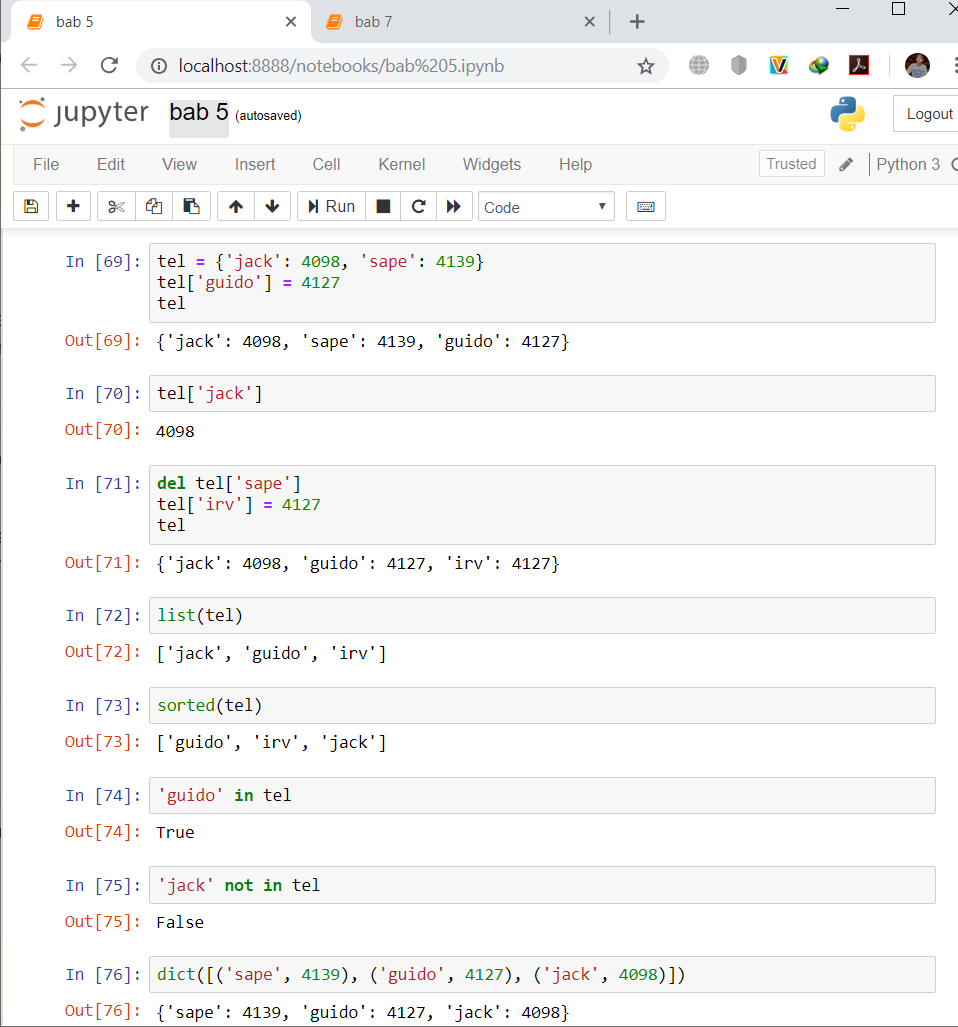 bab 5
bab 7
localhost:8888/notebooks/bab%205.ipynb
jupyter bab 5 (autosaved)
Logout
File Edit View Insert Cell Kernel Widgets Help Trusted Python 3
Run Code
In [69]: tel = {'jack': 4098, 'sape': 4139}
tel['guido'] = 4127
tel
Out[69]: {'jack': 4098, 'sape': 4139, 'guido': 4127}
In [70]: tel['jack']
Out[70]: 4098
In [71]: del tel['sape']
tel['irv'] = 4127
tel
Out[71]: {'jack': 4098, 'guido': 4127, 'irv': 4127}
In [72]: list(tel)
Out[72]: ['jack', 'guido', 'irv']
In [73]: sorted(tel)
Out[73]: ['guido', 'irv', 'jack']
In [74]: 'guido' in tel
Out[74]: True
In [75]: 'jack' not in tel
Out[75]: False
In [76]: dict([('sape', 4139), ('guido', 4127), ('jack', 4098)])
Out[76]: {'sape': 4139, 'guido': 4127, 'jack': 4098}